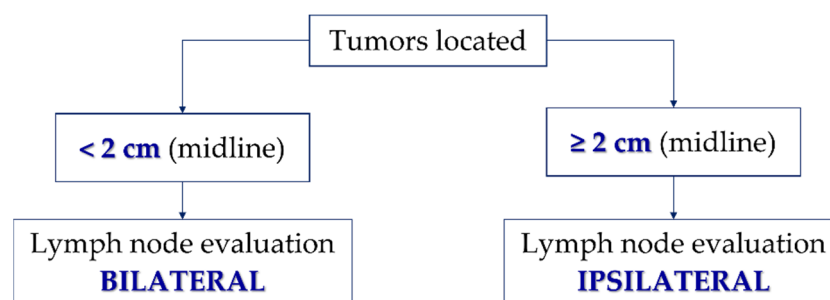 Tumors located
< 2 cm (midline)
≥ 2 cm (midline)
Lymph node evaluation
BILATERAL
Lymph node evaluation
IPSILATERAL